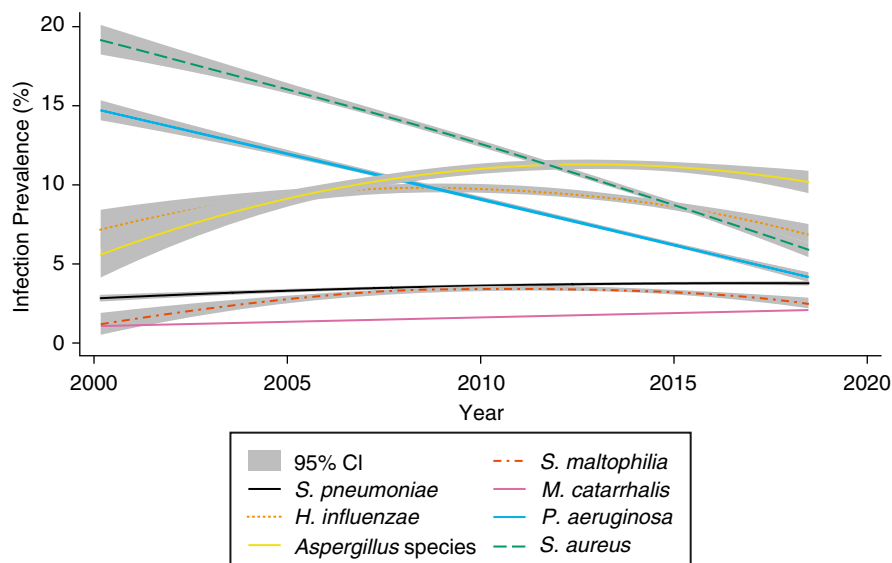 20
15
10
5
0
Infection Prevalence (%)
2000 2005 2010 2015 2020
Year
95% CI
S. pneumoniae
H. influenzae
Aspergillus species
S. maltophilia
M. catarrhalis
P. aeruginosa
S. aureus